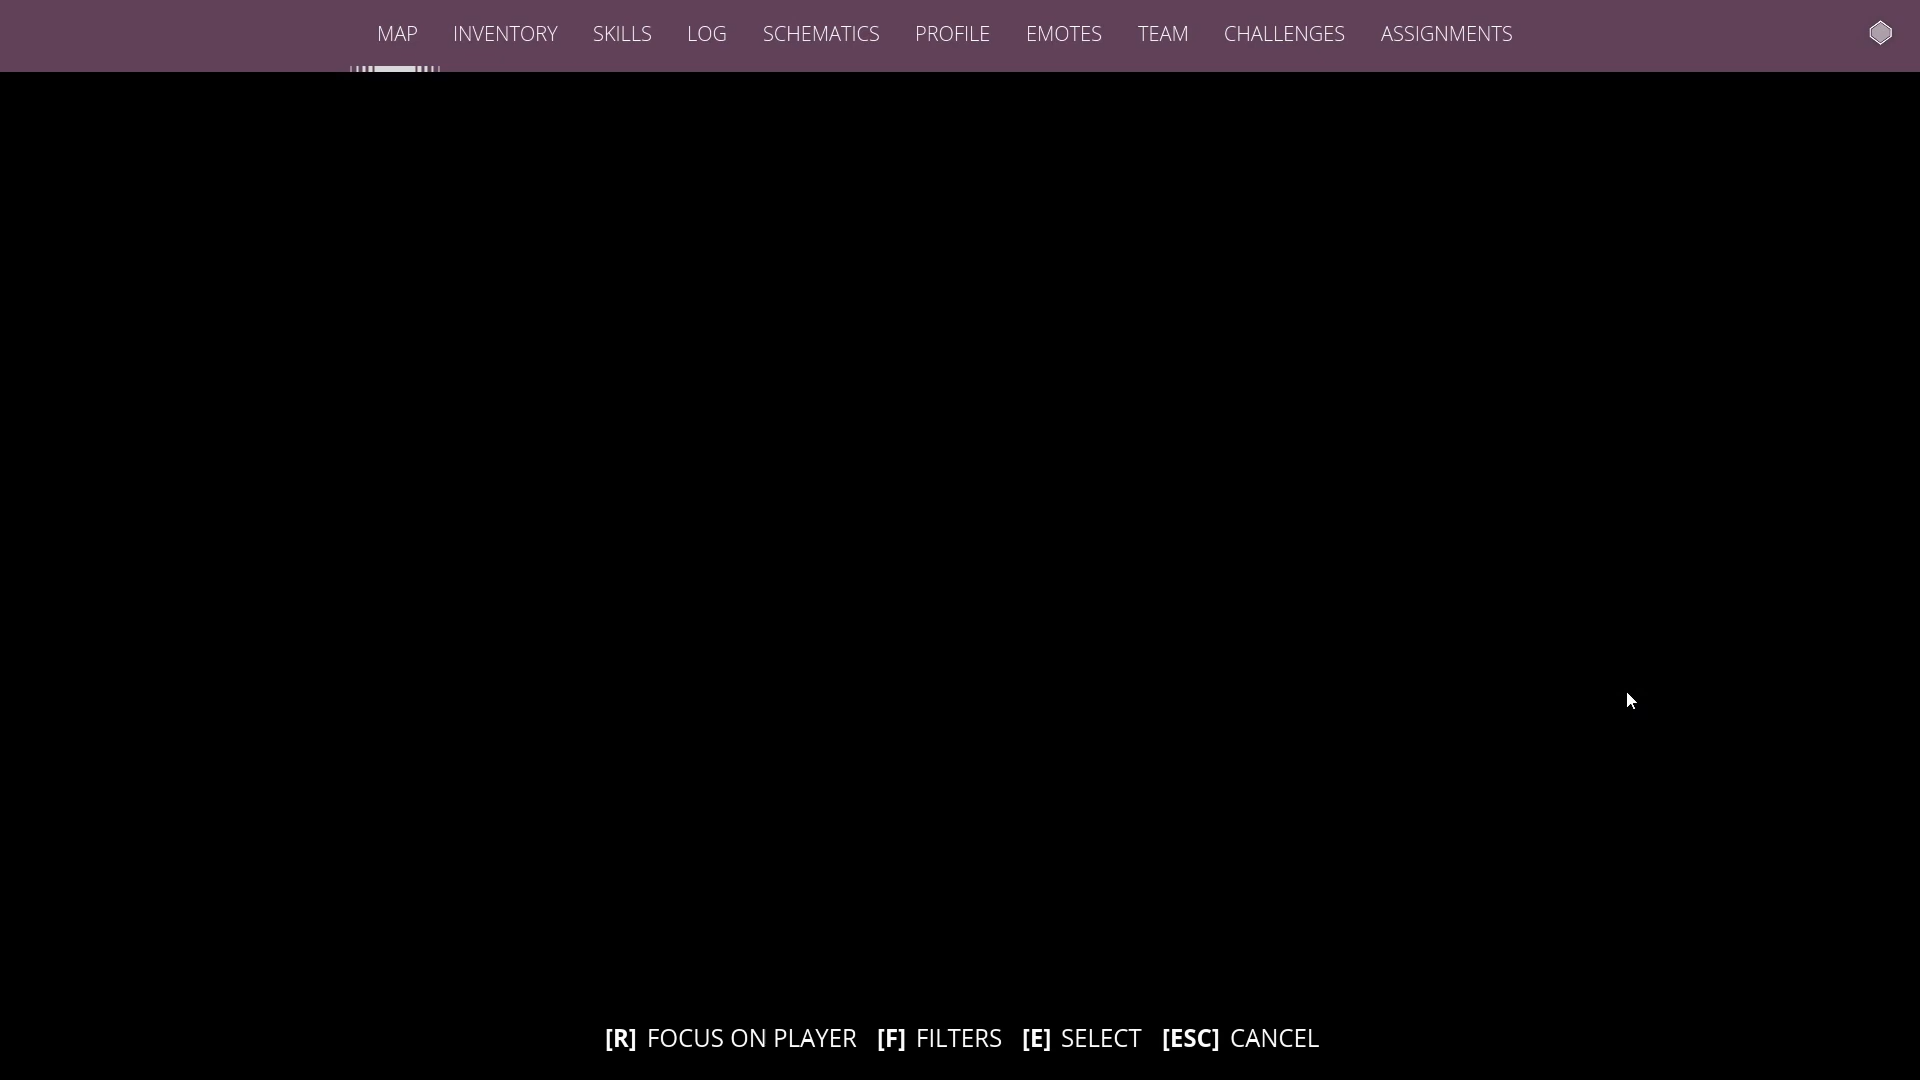 MAP INVENTORY SKILLS LOG SCHEMATICS PROFILE EMOTES TEAM CHALLENGES ASSIGNMENTS
[R] FOCUS ON PLAYER [F] FILTERS [E] SELECT [ESC] CANCEL